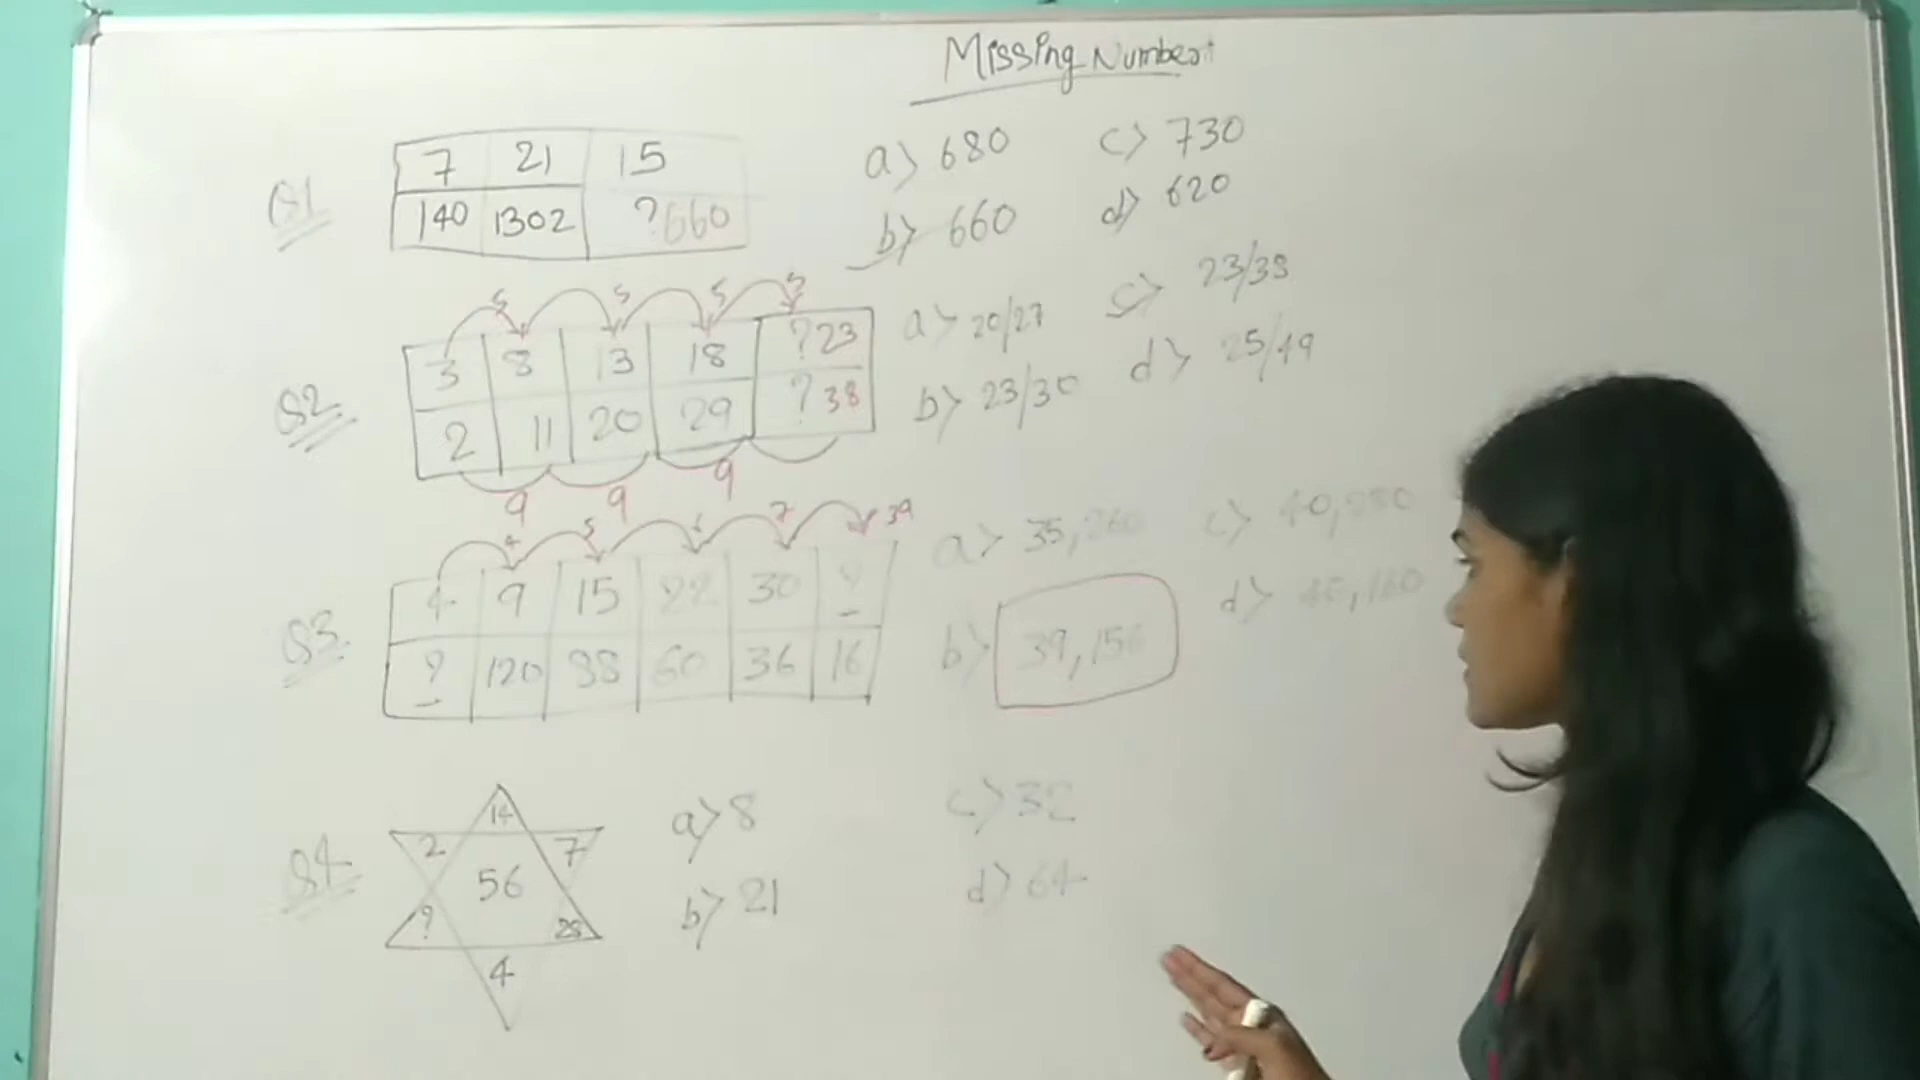 Missing Number
Q1
7 21 15
140 1302 ?660
a) 680 c) 730
b) 660 d) 620
Q2
5 5 5 5
3 8 13 18 ?23
2 11 20 29 ?38
9 9 9
a) 20/27 c) 23/38
b) 23/30 d) 25/49
Q3.
4 5 6 7 39
4 9 15 22 30 ?
? 120 88 60 36 16
a) 35,260 c)
b) 39,156 d)
Q4
14
2 7
56
? 28
4
a) 8 c) 32
b) 21 d) 64